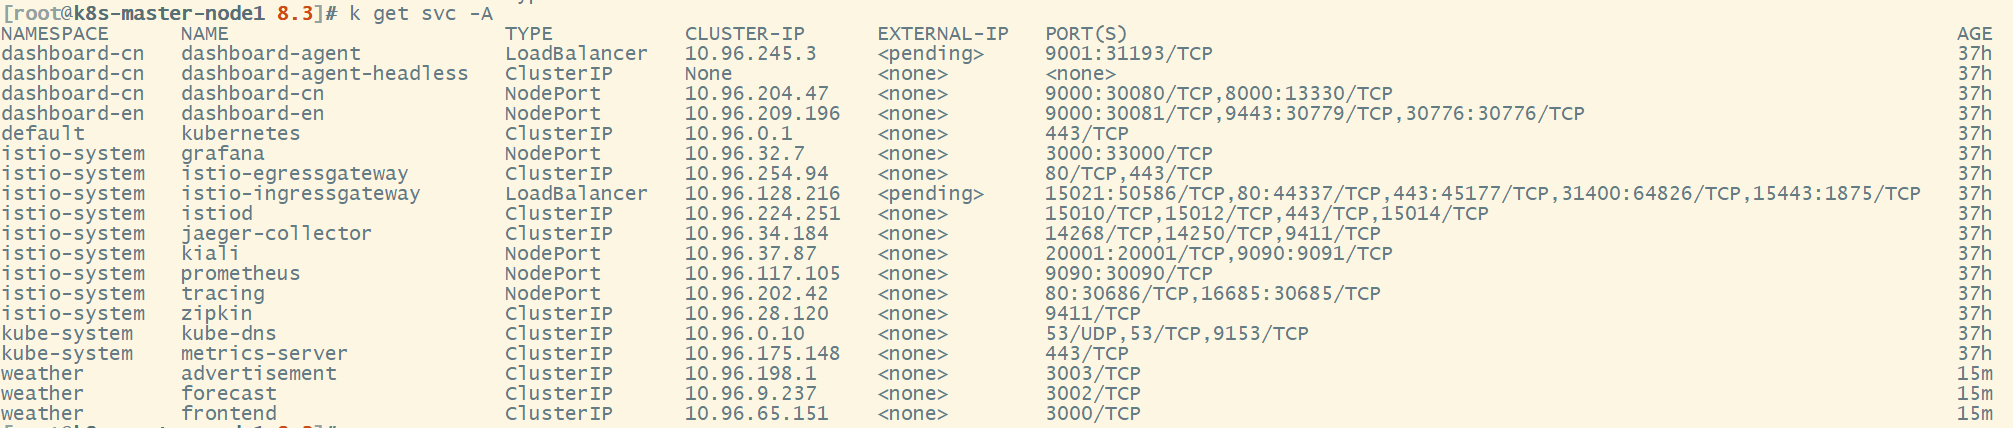 [root@k8s-master-node1 8.3]# k get svc -A
NAMESPACE NAME TYPE CLUSTER-IP EXTERNAL-IP PORT(S) AGE
dashboard-cn dashboard-agent LoadBalancer 10.96.245.3 <pending> 9001:31193/TCP 37h
dashboard-cn dashboard-agent-headless ClusterIP None <none> <none> 37h
dashboard-cn dashboard-cn NodePort 10.96.204.47 <none> 9000:30080/TCP,8000:13330/TCP 37h
dashboard-en dashboard-en NodePort 10.96.209.196 <none> 9000:30081/TCP,9443:30779/TCP,30776:30776/TCP 37h
default kubernetes ClusterIP 10.96.0.1 <none> 443/TCP 37h
istio-system grafana NodePort 10.96.32.7 <none> 3000:33000/TCP 37h
istio-system istio-egressgateway ClusterIP 10.96.254.94 <none> 80/TCP,443/TCP 37h
istio-system istio-ingressgateway LoadBalancer 10.96.128.216 <pending> 15021:50586/TCP,80:44337/TCP,443:45177/TCP,31400:64826/TCP,15443:1875/TCP 37h
istio-system istiod ClusterIP 10.96.224.251 <none> 15010/TCP,15012/TCP,443/TCP,15014/TCP 37h
istio-system jaeger-collector ClusterIP 10.96.34.184 <none> 14268/TCP,14250/TCP,9411/TCP 37h
istio-system kiali NodePort 10.96.37.87 <none> 20001:20001/TCP,9090:9091/TCP 37h
istio-system prometheus NodePort 10.96.117.105 <none> 9090:30090/TCP 37h
istio-system tracing NodePort 10.96.202.42 <none> 80:30686/TCP,16685:30685/TCP 37h
istio-system zipkin ClusterIP 10.96.28.120 <none> 9411/TCP 37h
kube-system kube-dns ClusterIP 10.96.0.10 <none> 53/UDP,53/TCP,9153/TCP 37h
kube-system metrics-server ClusterIP 10.96.175.148 <none> 443/TCP 37h
weather advertisement ClusterIP 10.96.198.1 <none> 3003/TCP 15m
weather forecast ClusterIP 10.96.9.237 <none> 3002/TCP 15m
weather frontend ClusterIP 10.96.65.151 <none> 3000/TCP 15m